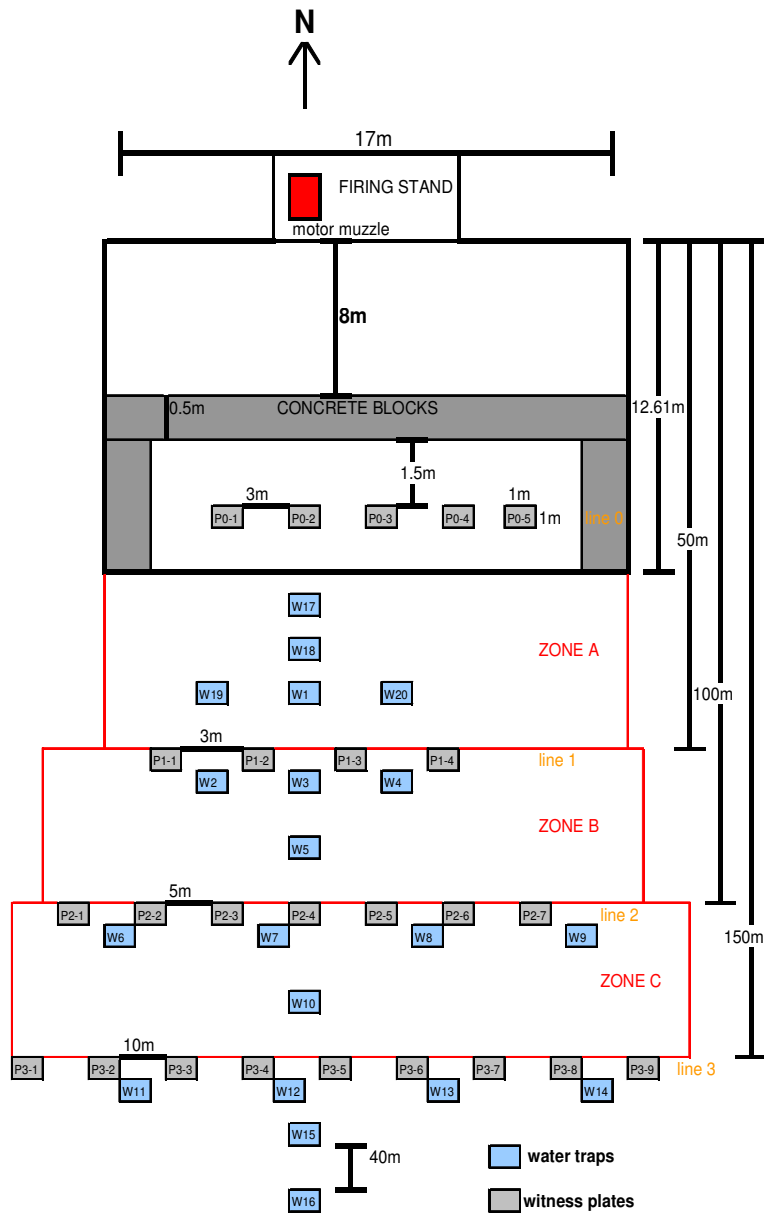 N
17m
FIRING STAND
motor muzzle
8m
0.5m
CONCRETE BLOCKS
12.61m
1.5m
3m
1m
P0-1
P0-2
P0-3
P0-4
P0-5
1m
line 0
50m
W17
W18
ZONE A
W19
W1
W20
100m
3m
P1-1
P1-2
P1-3
P1-4
line 1
W2
W3
W4
ZONE B
W5
5m
P2-1
P2-2
P2-3
P2-4
P2-5
P2-6
P2-7
line 2
W6
W7
W8
W9
150m
ZONE C
W10
10m
P3-1
P3-2
P3-3
P3-4
P3-5
P3-6
P3-7
P3-8
P3-9
line 3
W11
W12
W13
W14
W15
40m
water traps
W16
witness plates